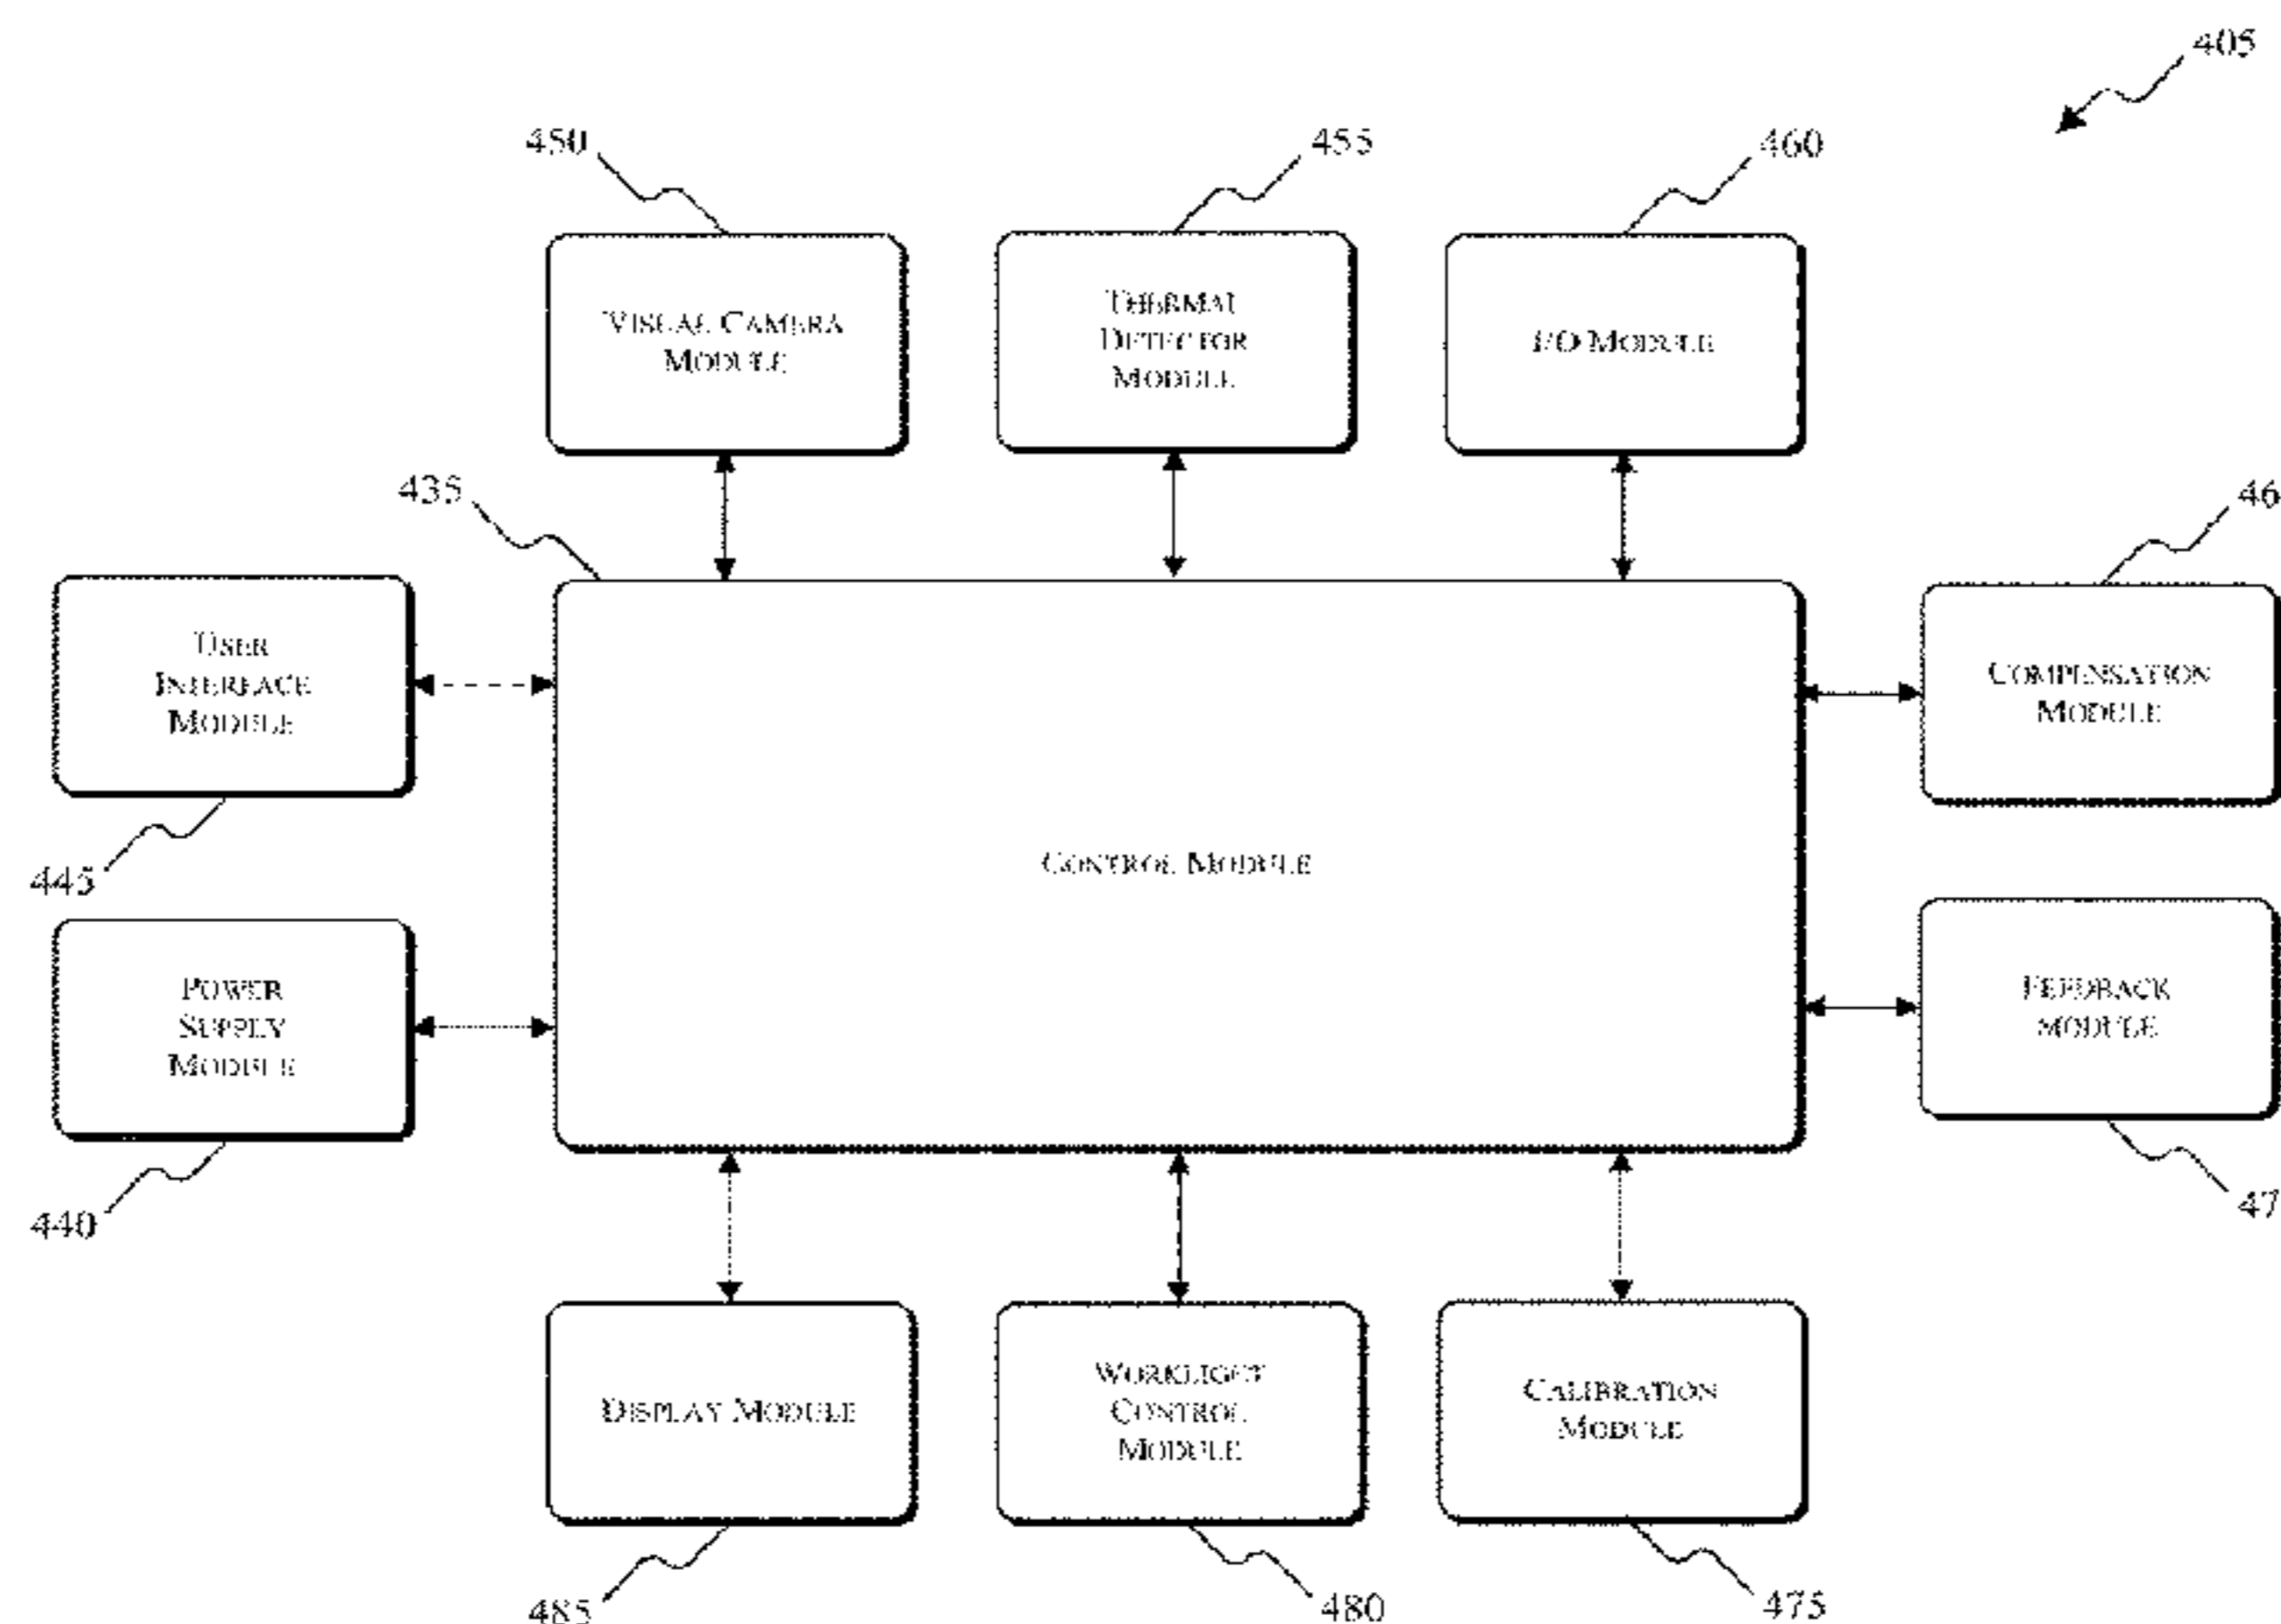 405
450
455
460
VISUAL CAMERA
MODULE
THERMAL
DETECTOR
MODULE
I/O MODULE
435
46
USER
INTERFACE
MODULE
COMPENSATION
MODULE
445
CONTROL MODULE
POWER
SUPPLY
MODULE
FEEDBACK
MODULE
440
47
DISPLAY MODULE
WORKLIGHT
CONTROL
MODULE
CALIBRATION
MODULE
485
480
475